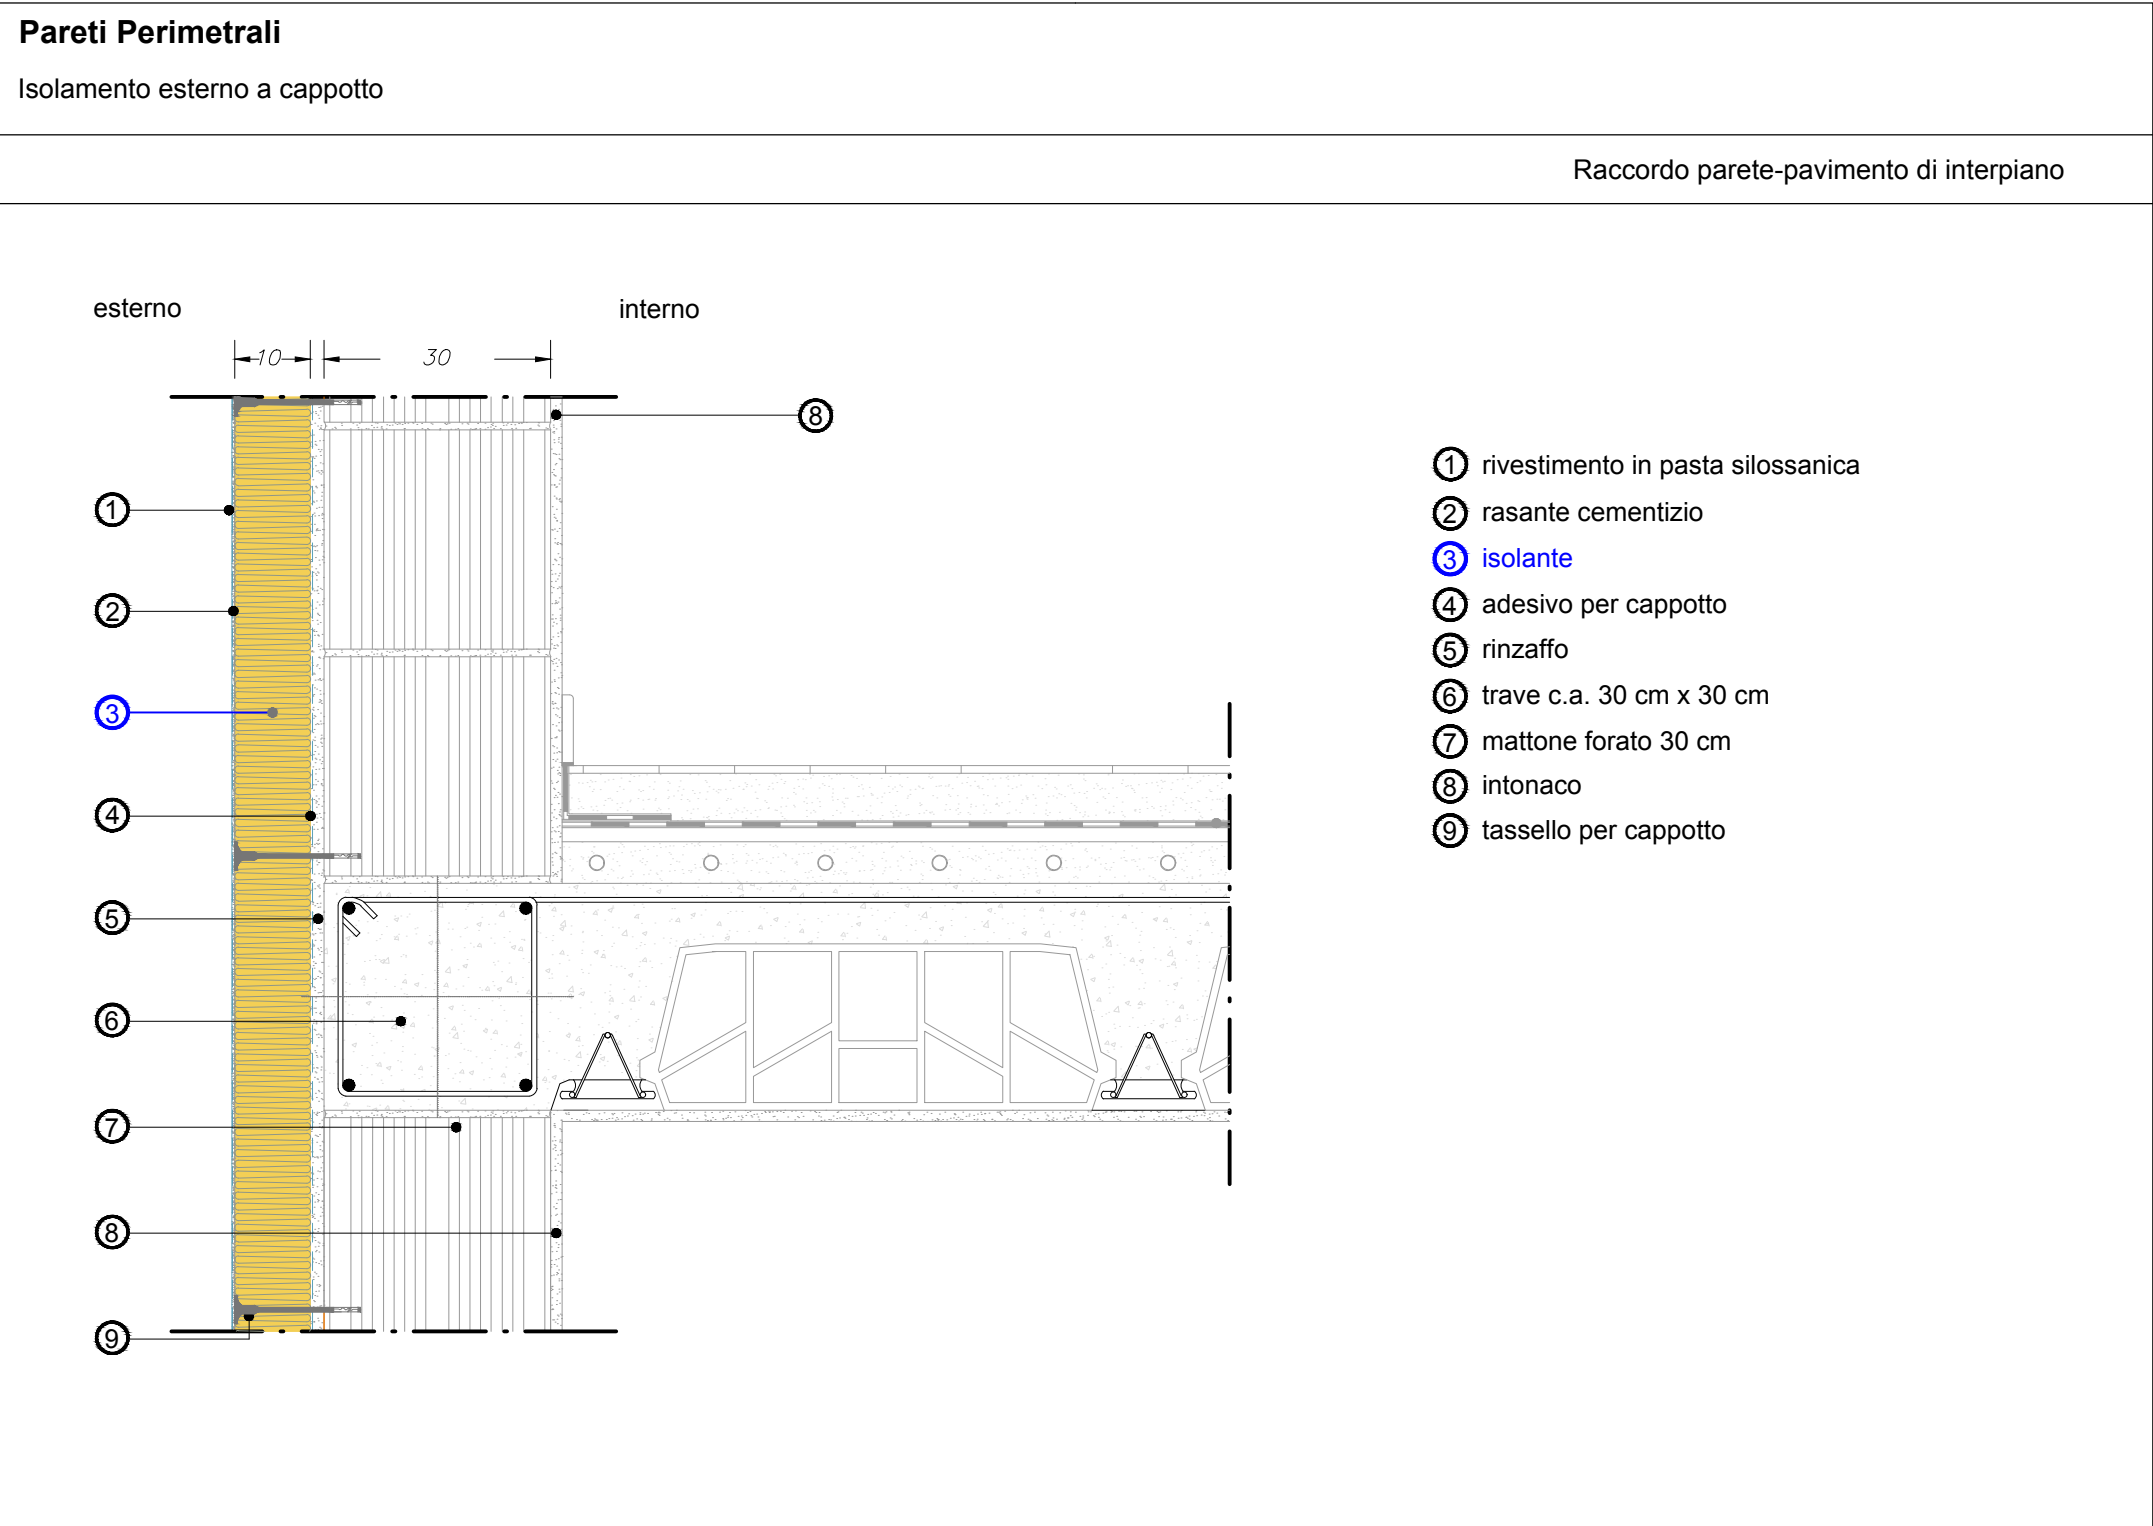 Pareti Perimetrali
Isolamento esterno a cappotto
Raccordo parete-pavimento di interpiano
esterno interno
10 30
8
1
2
3
4
5
6
7
8
9
1 rivestimento in pasta silossanica
2 rasante cementizio
3 isolante
4 adesivo per cappotto
5 rinzaffo
6 trave c.a. 30 cm x 30 cm
7 mattone forato 30 cm
8 intonaco
9 tassello per cappotto